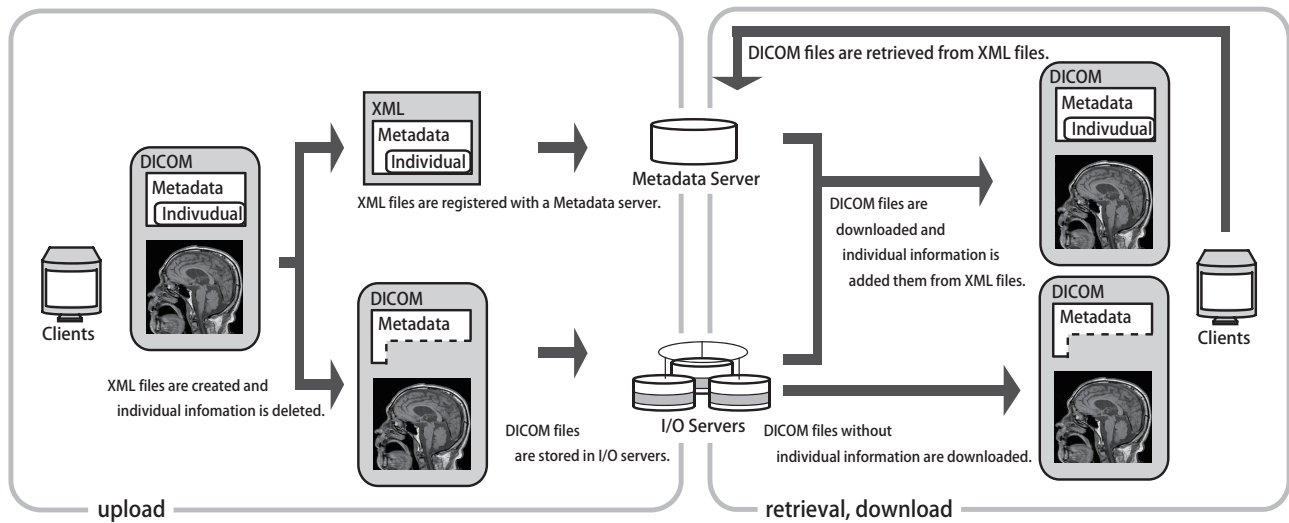 DICOM
Metadata
Indivudual
Clients
XML files are created and
individual infomation is deleted.
XML
Metadata
Individual
XML files are registered with a Metadata server.
DICOM
Metadata
DICOM files
are stored in I/O servers.
upload
Metadata Server
I/O Servers
DICOM files are retrieved from XML files.
DICOM files are
downloaded and
individual information is
added them from XML files.
DICOM
Metadata
Indivudual
DICOM
Metadata
DICOM files without
individual information are downloaded.
Clients
retrieval, download